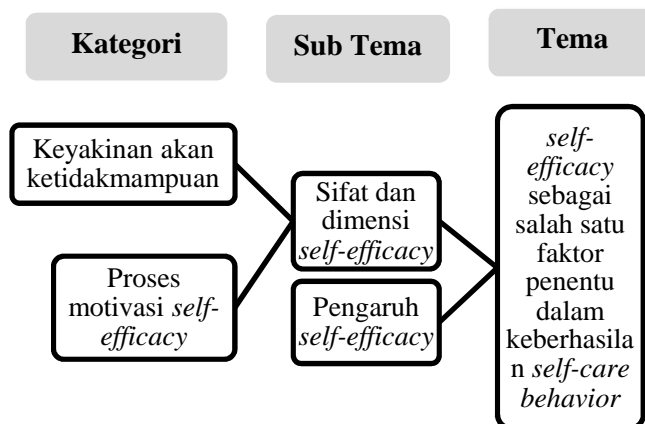 Kategori
Sub Tema
Tema
Keyakinan akan
ketidakmampuan
Proses
motivasi self-
efficacy
Sifat dan
dimensi
self-efficacy
Pengaruh
self-efficacy
self-
efficacy
sebagai
salah satu
faktor
penentu
dalam
keberhasila
n self-care
behavior